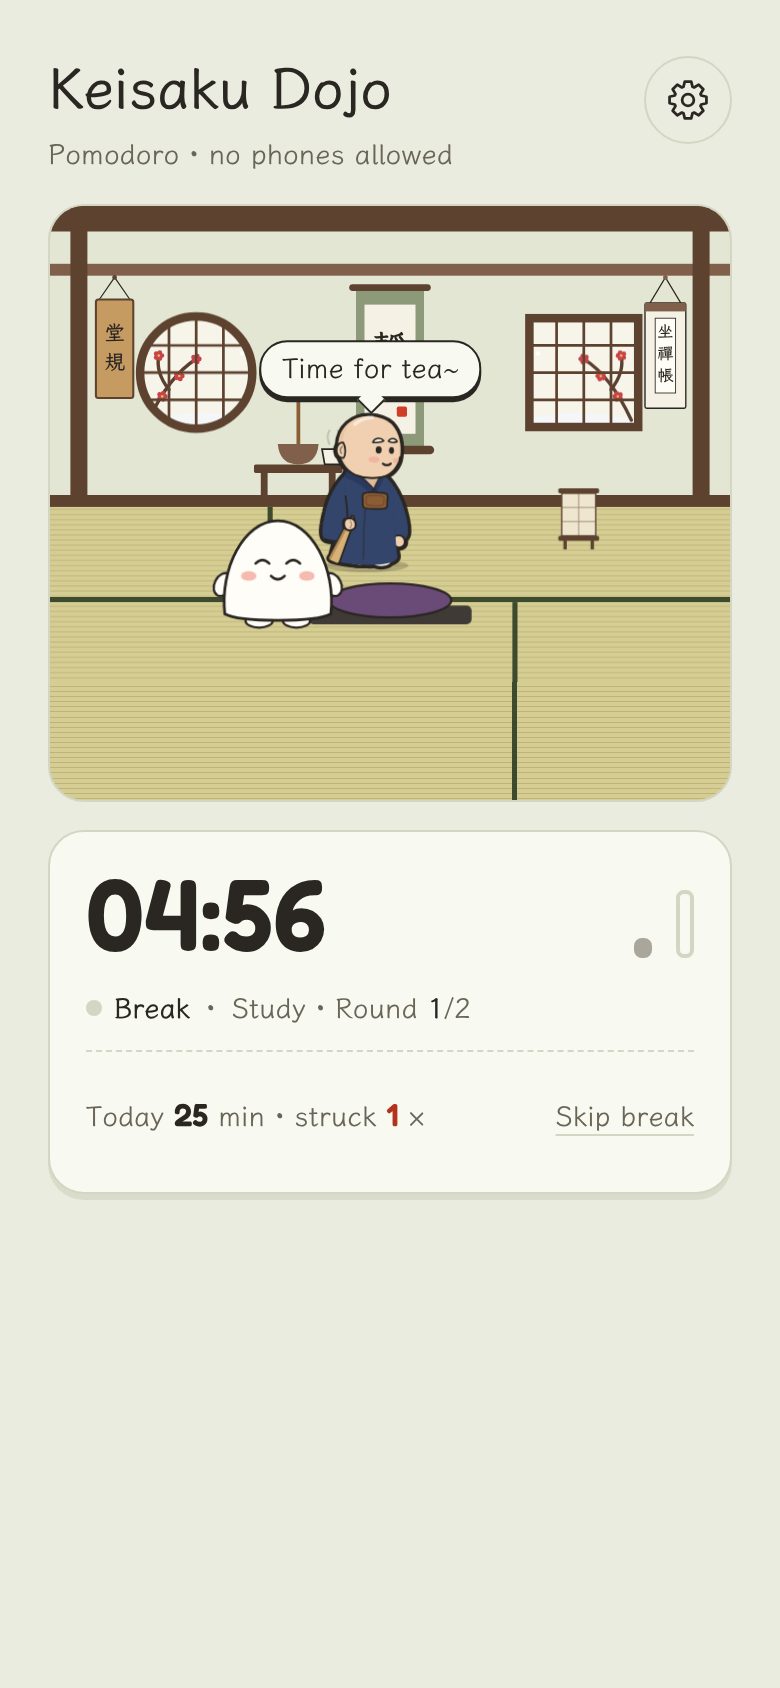 Keisaku Dojo
Pomodoro • no phones allowed
堂規
坐禪帳
Time for tea~
04:56
Break • Study • Round 1/2
Today 25 min • struck 1 ×
Skip break